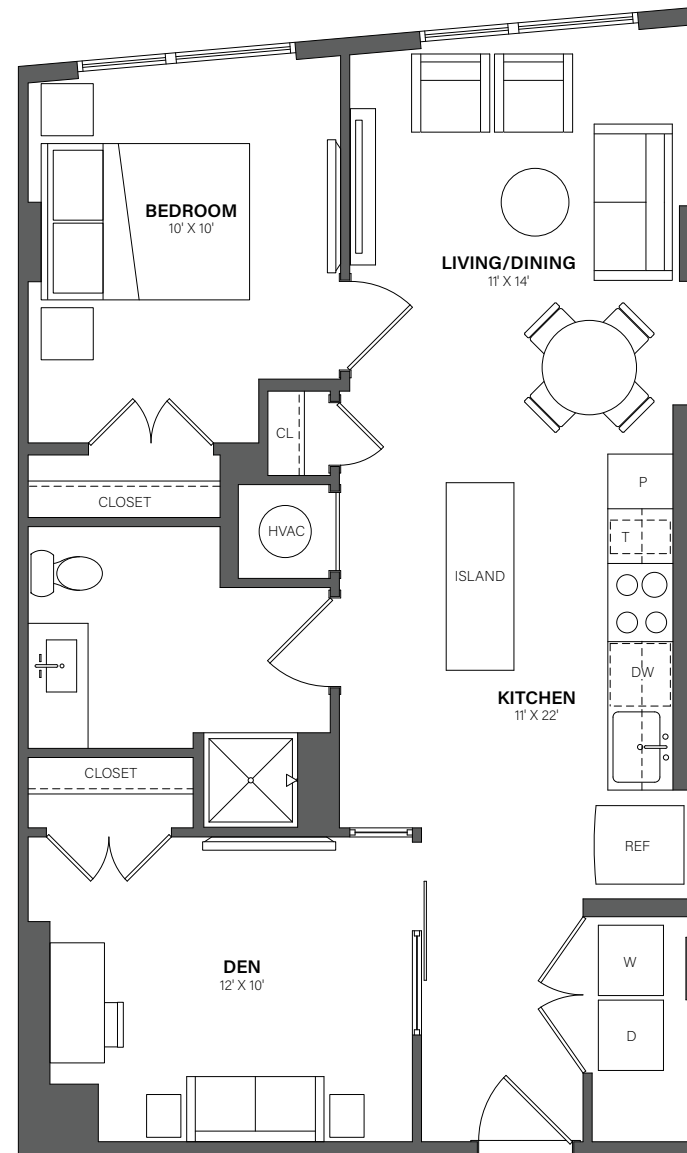 BEDROOM
10' X 10'
LIVING/DINING
11' X 14'
CL
P
CLOSET
HVAC
T
ISLAND
DW
KITCHEN
11' X 22'
CLOSET
REF
DEN
12' X 10'
W
D